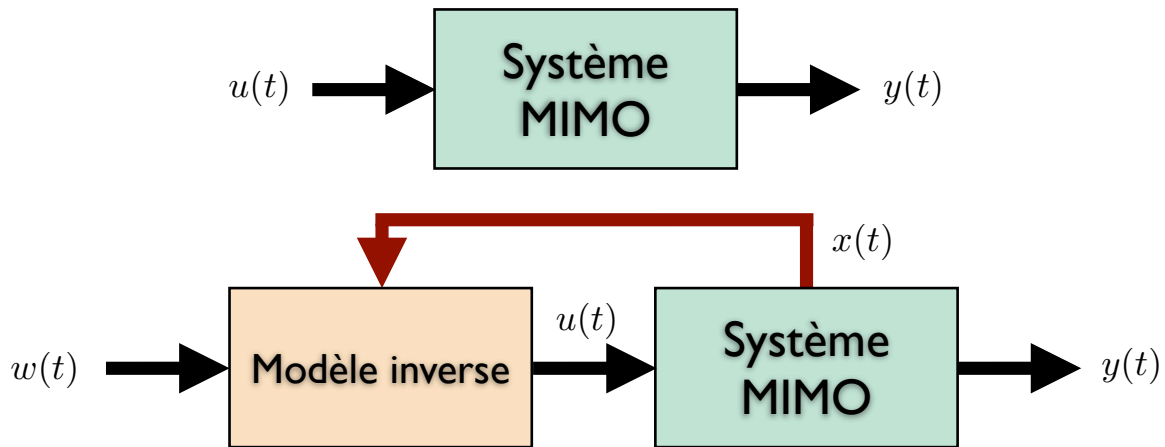 u(t)
Système
MIMO
y(t)
x(t)
w(t)
Modèle inverse
u(t)
Système
MIMO
y(t)